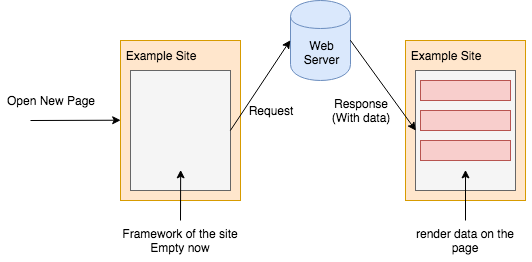 Web
Server
Example Site
Example Site
Open New Page
Request
Response
(With data)
Framework of the site
Empty now
render data on the
page